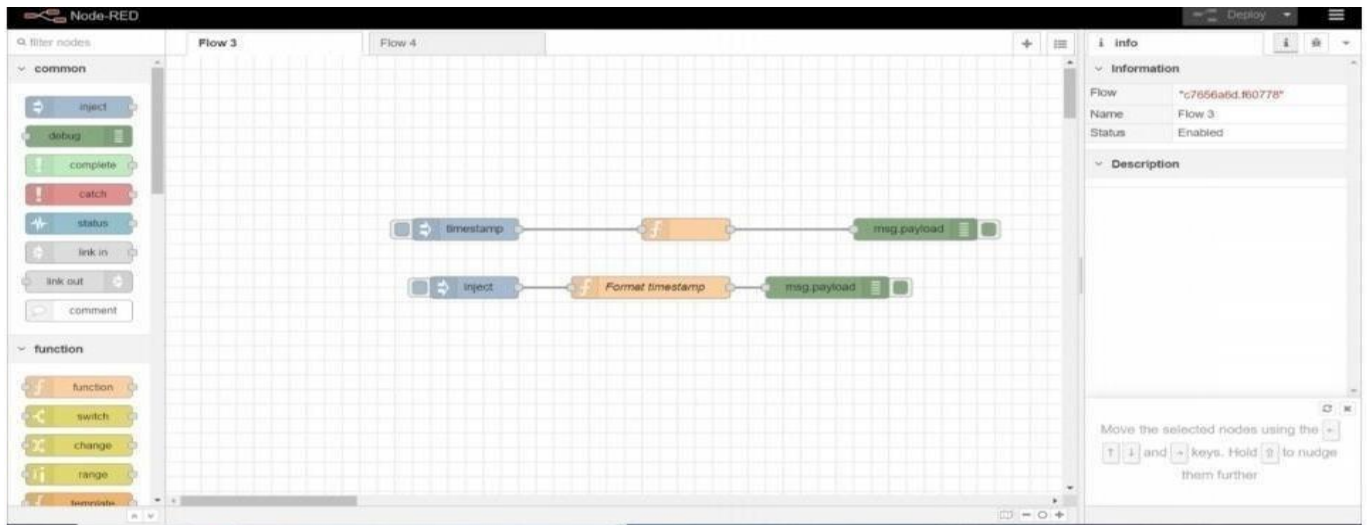 Node-RED
Deploy
filter nodes
Flow 3
Flow 4
info
common
inject
debug
complete
catch
status
link in
link out
comment
function
function
switch
change
range
template
timestamp
msg.payload
inject
Format timestamp
msg.payload
Information
Flow "c7656a6d.f60778"
Name Flow 3
Status Enabled
Description
Move the selected nodes using the ←
↑ ↓ and → keys. Hold ⇧ to nudge
them further